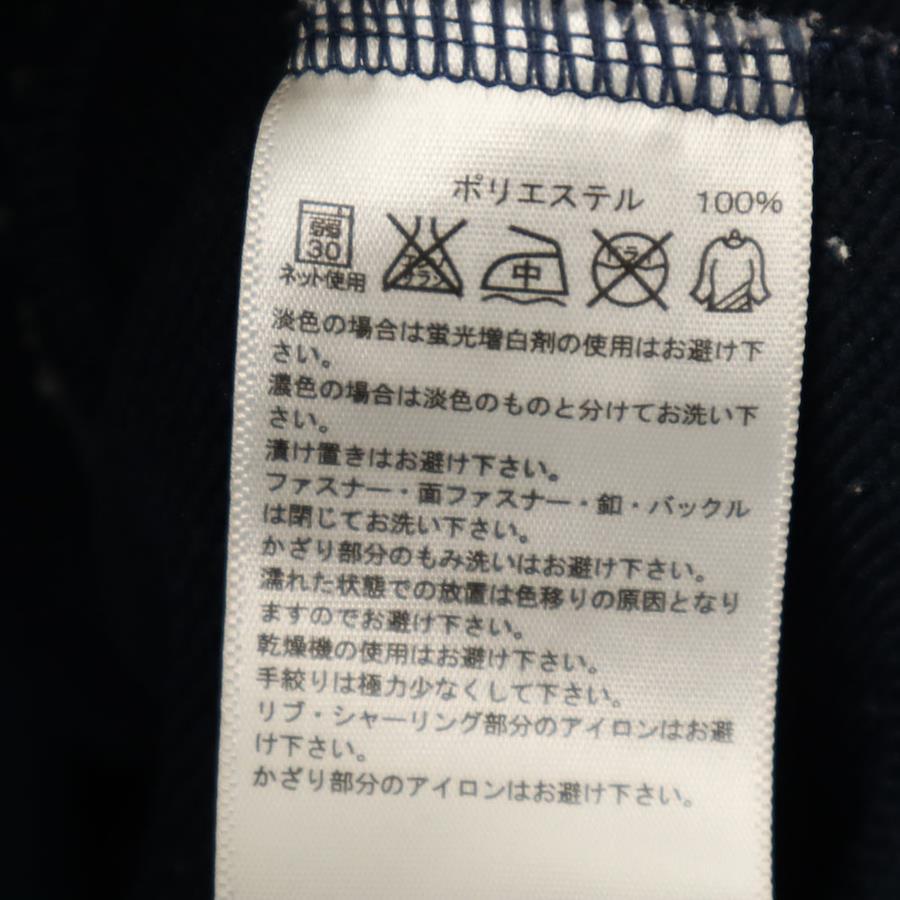 ポリエステル 100%
弱 30 エンソ サラシ 中 ドライ
ネット使用
淡色の場合は蛍光増白剤の使用はお避け下
さい。
濃色の場合は淡色のものと分けてお洗い下
さい。
漬け置きはお避け下さい。
ファスナー・面ファスナー・釦・バックル
は閉じてお洗い下さい。
かざり部分のもみ洗いはお避け下さい。
濡れた状態での放置は色移りの原因となり
ますのでお避け下さい。
乾燥機の使用はお避け下さい。
手絞りは極力少なくして下さい。
リブ・シャーリング部分のアイロンはお避
け下さい。
かざり部分のアイロンはお避け下さい。